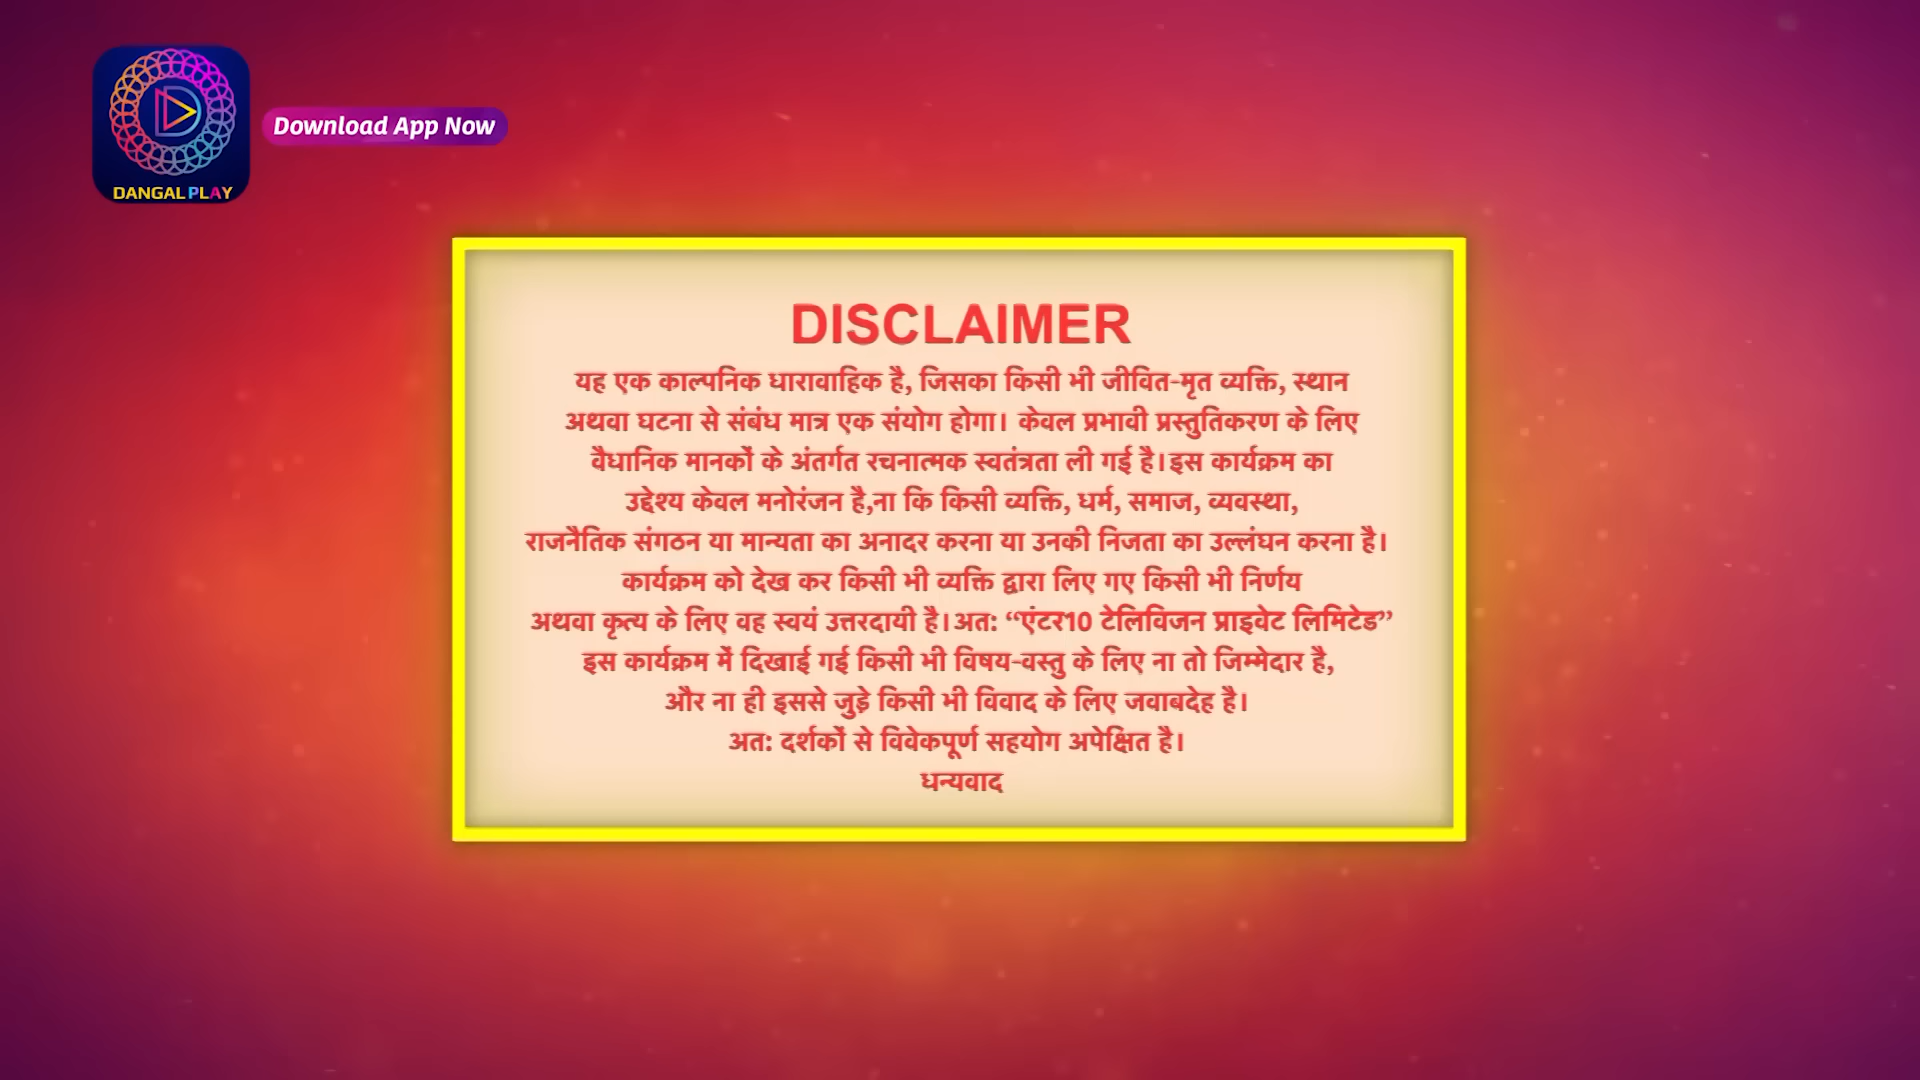 DANGAL PLAY
Download App Now
DISCLAIMER
यह एक काल्पनिक धारावाहिक है, जिसका किसी भी जीवित-मृत व्यक्ति, स्थान
अथवा घटना से संबंध मात्र एक संयोग होगा। केवल प्रभावी प्रस्तुतिकरण के लिए
वैधानिक मानकों के अंतर्गत रचनात्मक स्वतंत्रता ली गई है।इस कार्यक्रम का
उद्देश्य केवल मनोरंजन है,ना कि किसी व्यक्ति, धर्म, समाज, व्यवस्था,
राजनैतिक संगठन या मान्यता का अनादर करना या उनकी निजता का उल्लंघन करना है।
कार्यक्रम को देख कर किसी भी व्यक्ति द्वारा लिए गए किसी भी निर्णय
अथवा कृत्य के लिए वह स्वयं उत्तरदायी है।अत: “एंटर10 टेलिविजन प्राइवेट लिमिटेड”
इस कार्यक्रम में दिखाई गई किसी भी विषय-वस्तु के लिए ना तो जिम्मेदार है,
और ना ही इससे जुड़े किसी भी विवाद के लिए जवाबदेह है।
अत: दर्शकों से विवेकपूर्ण सहयोग अपेक्षित है।
धन्यवाद